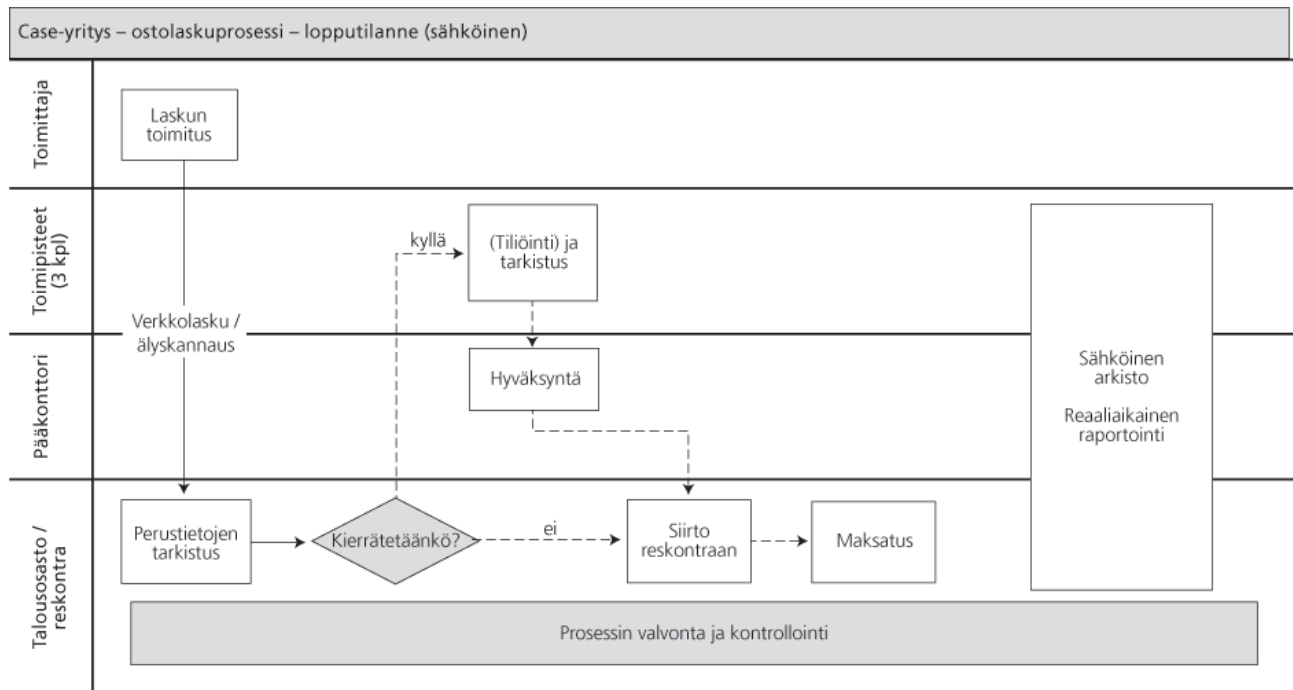 Case-yritys – ostolaskuprosessi – lopputilanne (sähköinen)
Toimittaja
Laskun
toimitus
Toimipisteet
(3 kpl)
kyllä
(Tiliöinti) ja
tarkistus
Verkkolasku /
älyskannaus
Pääkonttori
Hyväksyntä
Sähköinen
arkisto
Reaaliaikainen
raportointi
Talousosasto /
reskontra
Perustietojen
tarkistus
Kierrätetäänkö?
ei
Siirto
reskontraan
Maksatus
Prosessin valvonta ja kontrollointi